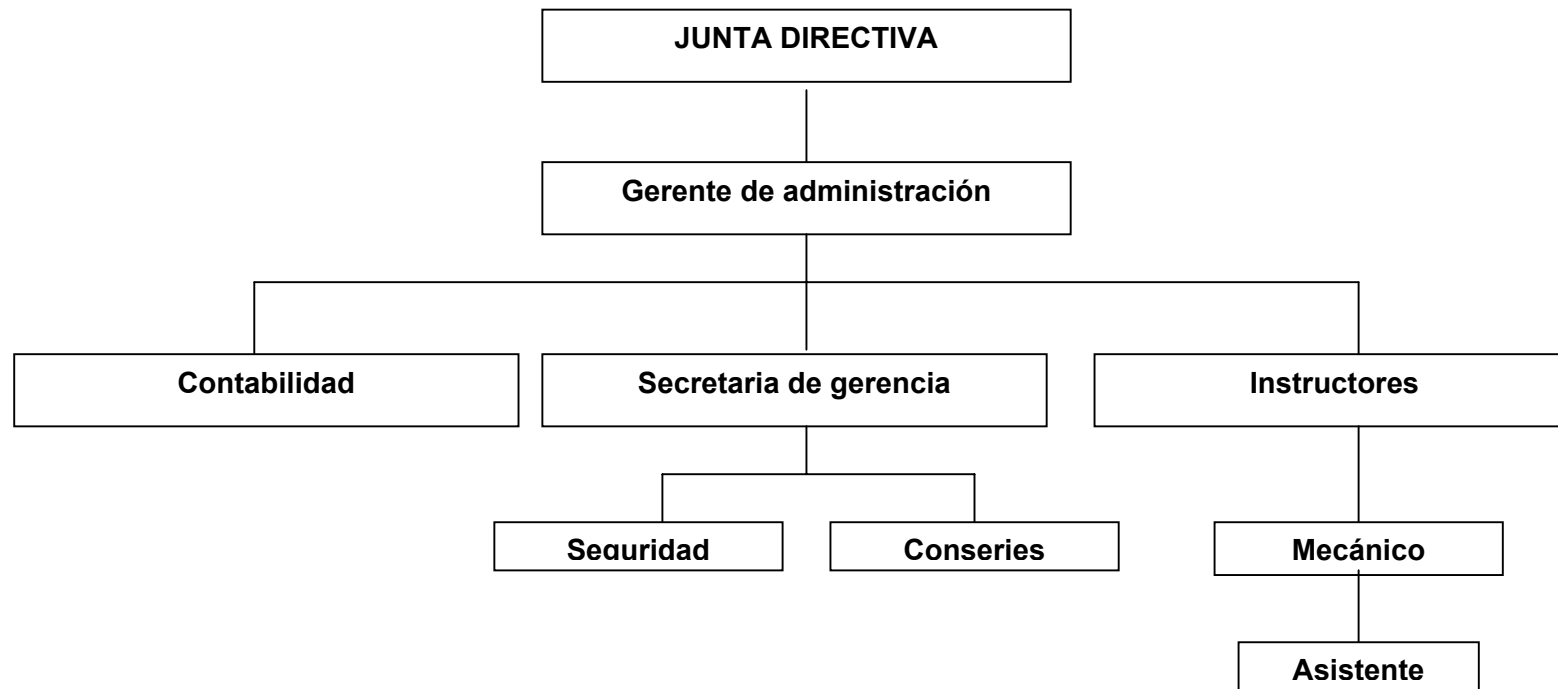 JUNTA DIRECTIVA
Gerente de administración
Contabilidad
Secretaria de gerencia
Instructores
Seguridad
Conseries
Mecánico
Asistente